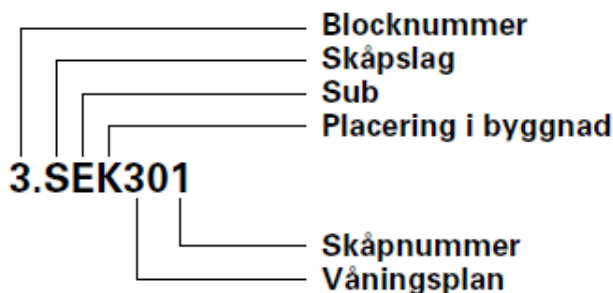 Blocknummer
Skåpslag
Sub
Placering i byggnad
3.SEK301
Skåpnummer
Våningsplan